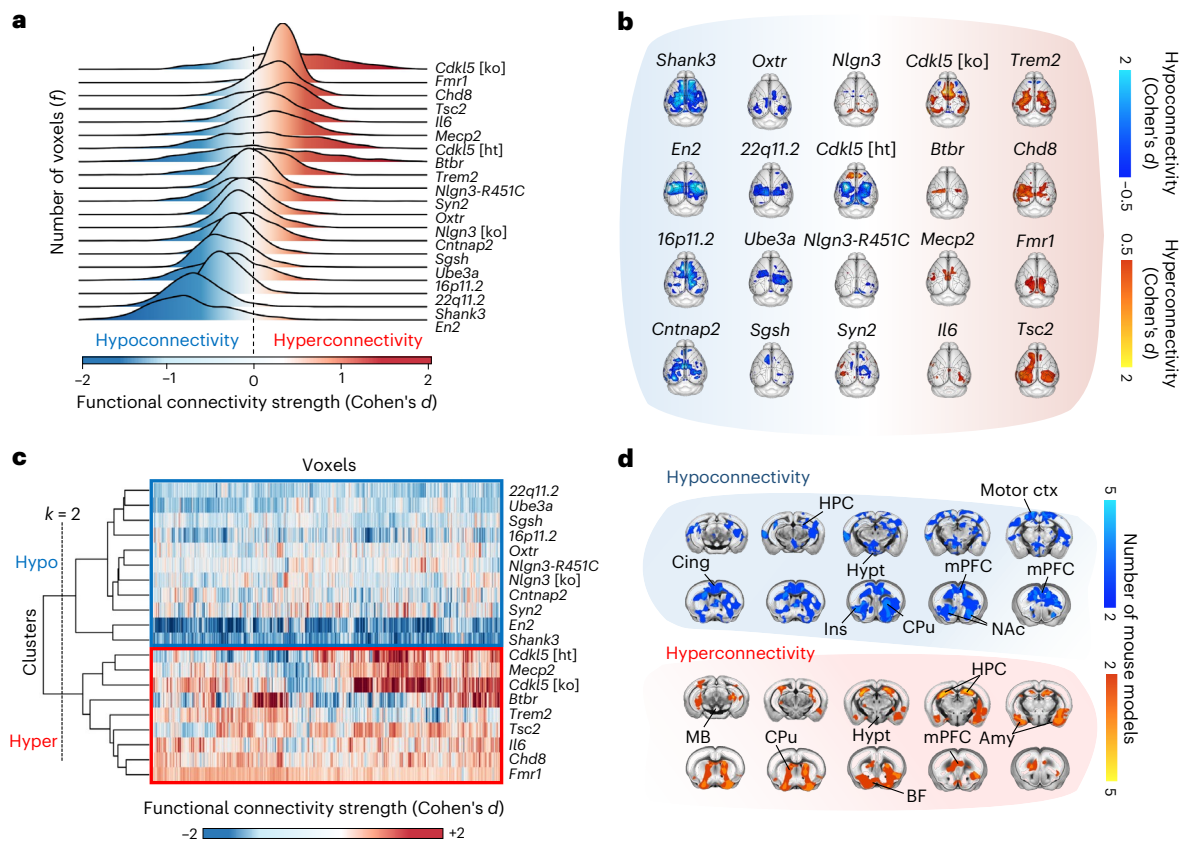 a
Number of voxels (f)
Cdkl5 [ko]
Fmr1
Chd8
Tsc2
Il6
Mecp2
Cdkl5 [ht]
Btbr
Trem2
Nlgn3-R451C
Syn2
Oxtr
Nlgn3 [ko]
Cntnap2
Sgsh
Ube3a
16p11.2
22q11.2
Shank3
En2
Hypoconnectivity Hyperconnectivity
–2 –1 0 1 2
Functional connectivity strength (Cohen's d)
b
Shank3 Oxtr Nlgn3 Cdkl5 [ko] Trem2
En2 22q11.2 Cdkl5 [ht] Btbr Chd8
16p11.2 Ube3a Nlgn3-R451C Mecp2 Fmr1
Cntnap2 Sgsh Syn2 Il6 Tsc2
Hypoconnectivity
(Cohen's d)
2 –0.5
Hyperconnectivity
(Cohen's d)
0.5 2
c
Voxels
k = 2
Hypo
Clusters
Hyper
22q11.2
Ube3a
Sgsh
16p11.2
Oxtr
Nlgn3-R451C
Nlgn3 [ko]
Cntnap2
Syn2
En2
Shank3
Cdkl5 [ht]
Mecp2
Cdkl5 [ko]
Btbr
Trem2
Tsc2
Il6
Chd8
Fmr1
Functional connectivity strength (Cohen's d)
–2 +2
d
Hypoconnectivity
HPC Motor ctx
Cing Hypt mPFC mPFC
Ins CPu NAc
Hyperconnectivity
HPC
MB CPu Hypt mPFC Amy
BF
Number of mouse models
5 2
2 5